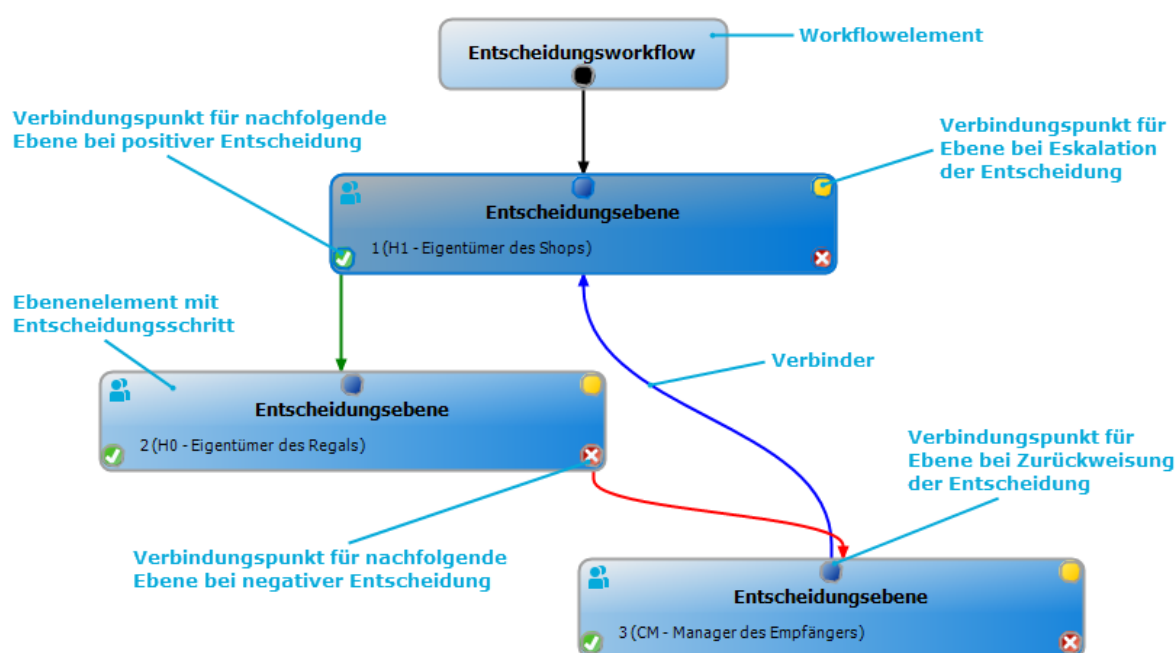 Entscheidungsworkflow
Workflowelement
Verbindungspunkt für nachfolgende
Ebene bei positiver Entscheidung
Verbindungspunkt für
Ebene bei Eskalation
der Entscheidung
Entscheidungsebene
1 (H1 - Eigentümer des Shops)
Ebenenelement mit
Entscheidungsschritt
Verbinder
Entscheidungsebene
2 (H0 - Eigentümer des Regals)
Verbindungspunkt für
Ebene bei Zurückweisung
der Entscheidung
Verbindungspunkt für nachfolgende
Ebene bei negativer Entscheidung
Entscheidungsebene
3 (CM - Manager des Empfängers)